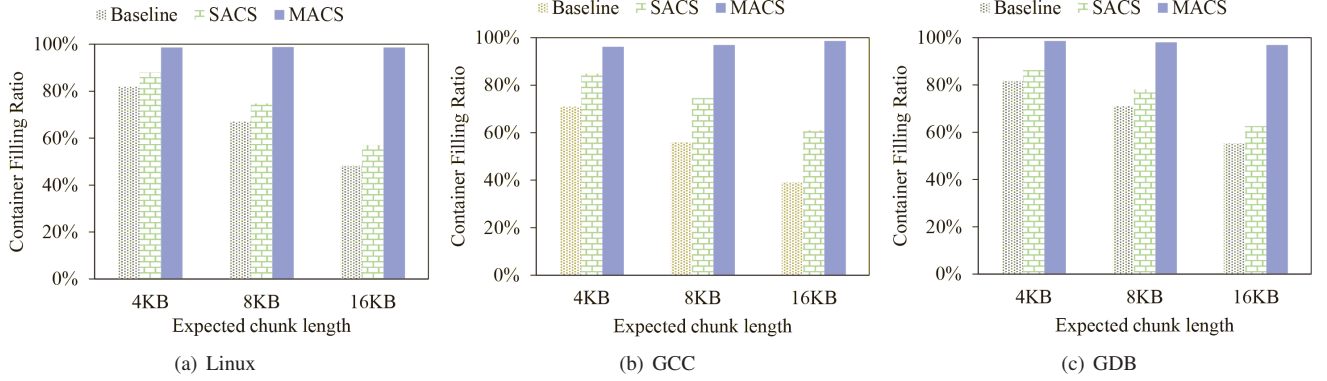 Baseline SACS MACS
Container Filling Ratio
100%
80%
60%
40%
20%
0%
4KB 8KB 16KB
Expected chunk length
(a) Linux
Baseline SACS MACS
Container Filling Ratio
100%
80%
60%
40%
20%
0%
4KB 8KB 16KB
Expected chunk length
(b) GCC
Baseline SACS MACS
Container Filling Ratio
100%
80%
60%
40%
20%
0%
4KB 8KB 16KB
Expected chunk length
(c) GDB